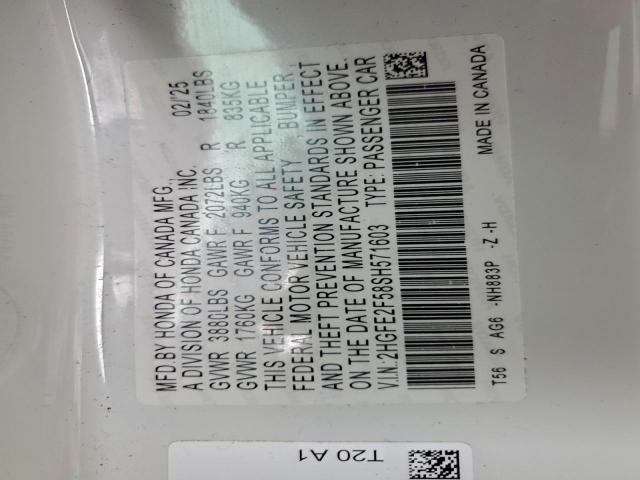 MFD.BY HONDA OF CANADA MFG., 02/'25
A DIVISION OF HONDA CANADA INC.
GVWR 3880LBS GAWR F 2072LBS R 1840LBS
GVWR 1760KG GAWR F 940KG R 835KG
THIS VEHICLE CONFORMS TO ALL APPLICABLE
FEDERAL MOTOR VEHICLE SAFETY, BUMPER,
AND THEFT PREVENTION STANDARDS IN EFFECT
ON THE DATE OF MANUFACTURE SHOWN ABOVE.
V.I.N.:2HGFE2F58SH571603 TYPE: PASSENGER CAR
T56 S AG6 -NH883P -Z -H MADE IN CANADA
T20 A1